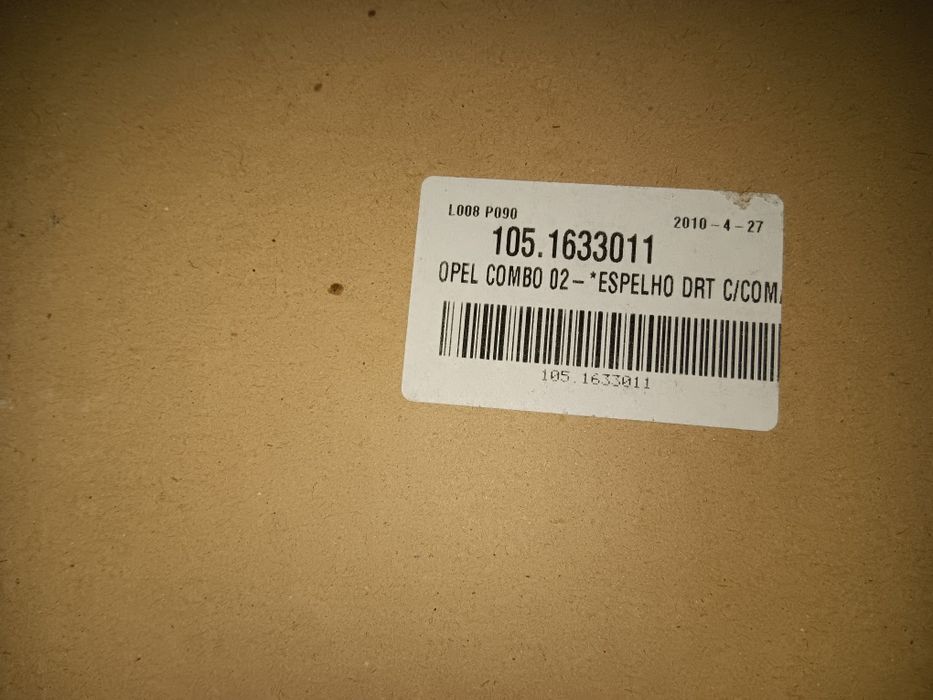 L008 P090
2010-4-27
105.1633011
OPEL COMBO 02-*ESPELHO DRT C/COM
105.1633011